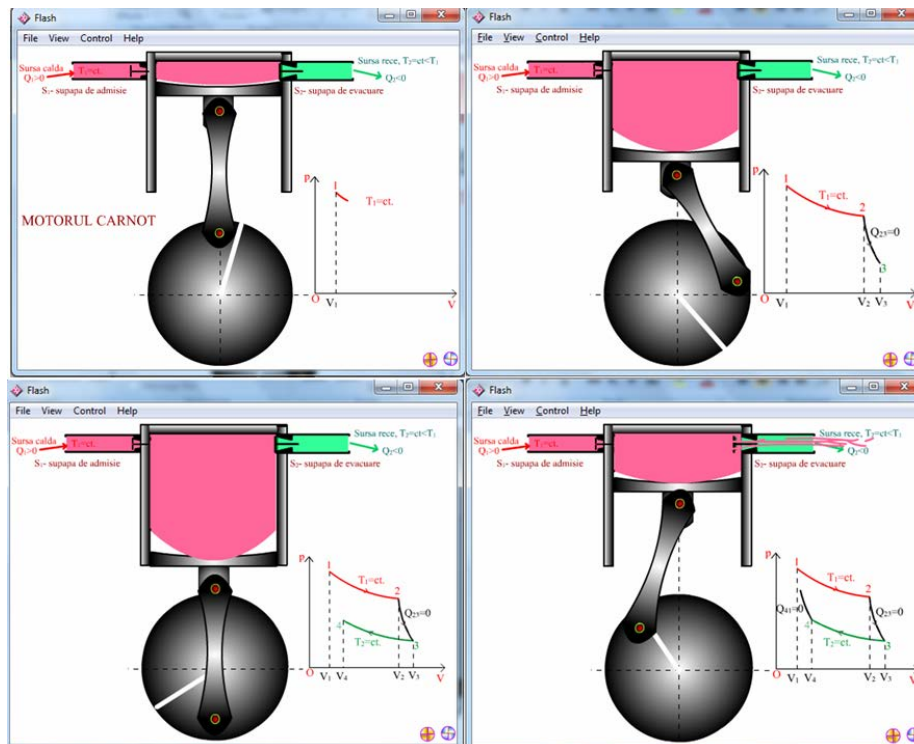 Flash
File View Control Help
Sursa calda
Q₁>0
T₁=ct.
Sursa rece, T₂=ct<T₁
Q₂<0
S₁- supapa de admisie
S₂- supapa de evacuare
MOTORUL CARNOT
p
1
T₁=ct.
O
V₁
V
Flash
File View Control Help
Sursa calda
Q₁>0
T₁=ct.
Sursa rece, T₂=ct<T₁
Q₂<0
S₁- supapa de admisie
S₂- supapa de evacuare
p
1
T₁=ct.
2
Q₂₃=0
3
O
V₁
V₂
V₃
V
Flash
File View Control Help
Sursa calda
Q₁>0
T₁=ct.
Sursa rece, T₂=ct<T₁
Q₂<0
S₁- supapa de admisie
S₂- supapa de evacuare
p
1
T₁=ct.
2
Q₂₃=0
4
T₂=ct.
3
O
V₁
V₄
V₂
V₃
V
Flash
File View Control Help
Sursa calda
Q₁>0
T₁=ct.
Sursa rece, T₂=ct<T₁
Q₂<0
S₁- supapa de admisie
S₂- supapa de evacuare
p
1
T₁=ct.
2
Q₄₁=0
Q₂₃=0
4
T₂=ct.
3
O
V₁
V₄
V₂
V₃
V